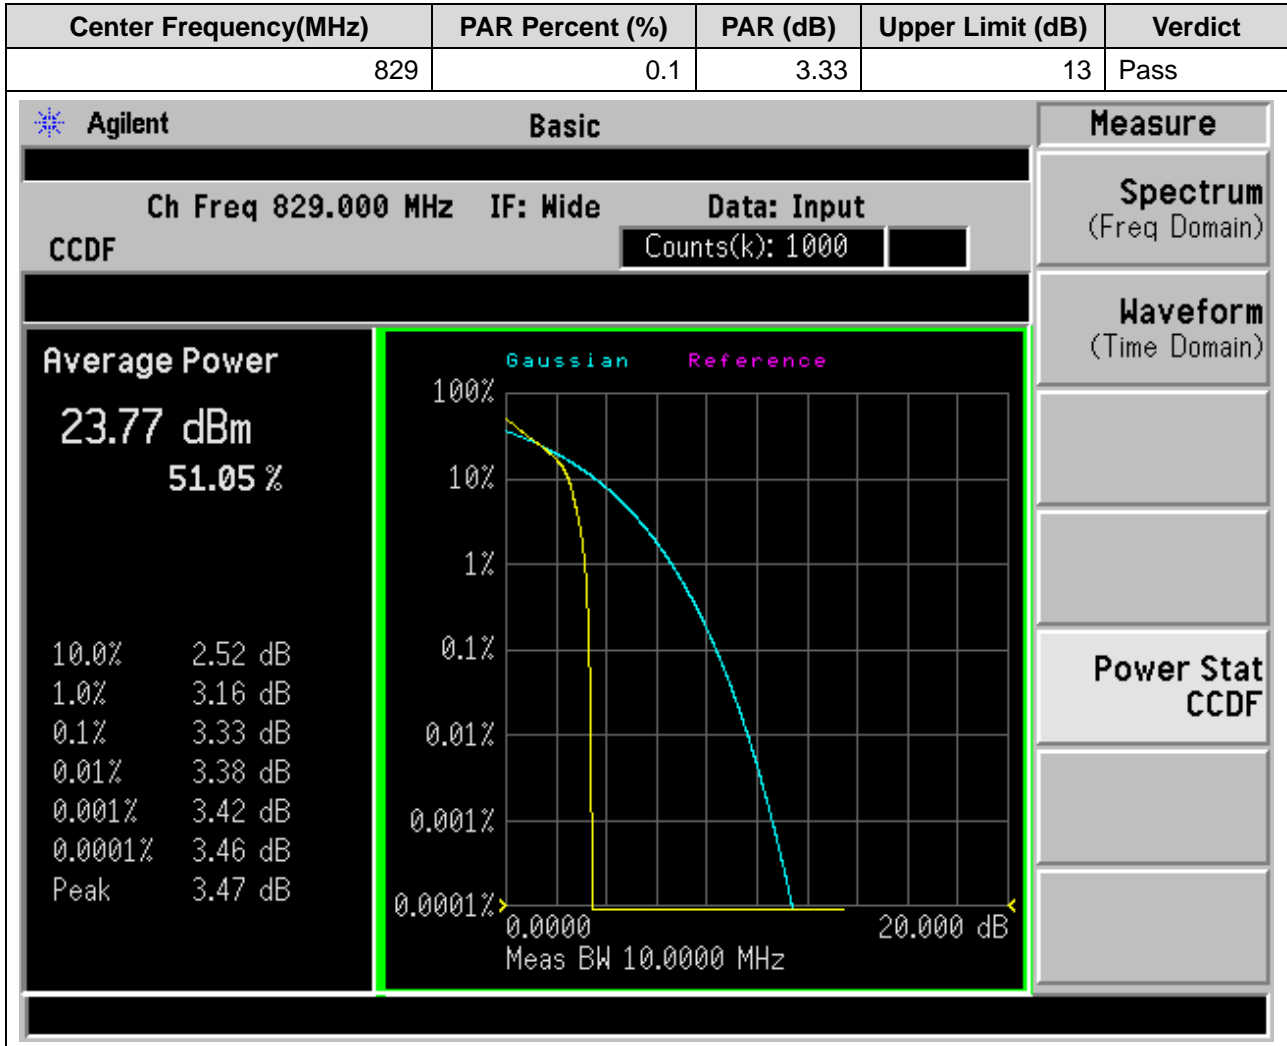 Center Frequency(MHz) PAR Percent (%) PAR (dB) Upper Limit (dB) Verdict
829 0.1 3.33 13 Pass
Agilent Basic Measure
Ch Freq 829.000 MHz IF: Wide Data: Input
CCDF Counts(k): 1000
Spectrum
(Freq Domain)
Waveform
(Time Domain)
Power Stat
CCDF
Average Power
23.77 dBm
51.05 %
10.0% 2.52 dB
1.0% 3.16 dB
0.1% 3.33 dB
0.01% 3.38 dB
0.001% 3.42 dB
0.0001% 3.46 dB
Peak 3.47 dB
Gaussian Reference
100%
10%
1%
0.1%
0.01%
0.001%
0.0001%
0.0000 20.000 dB
Meas BW 10.0000 MHz